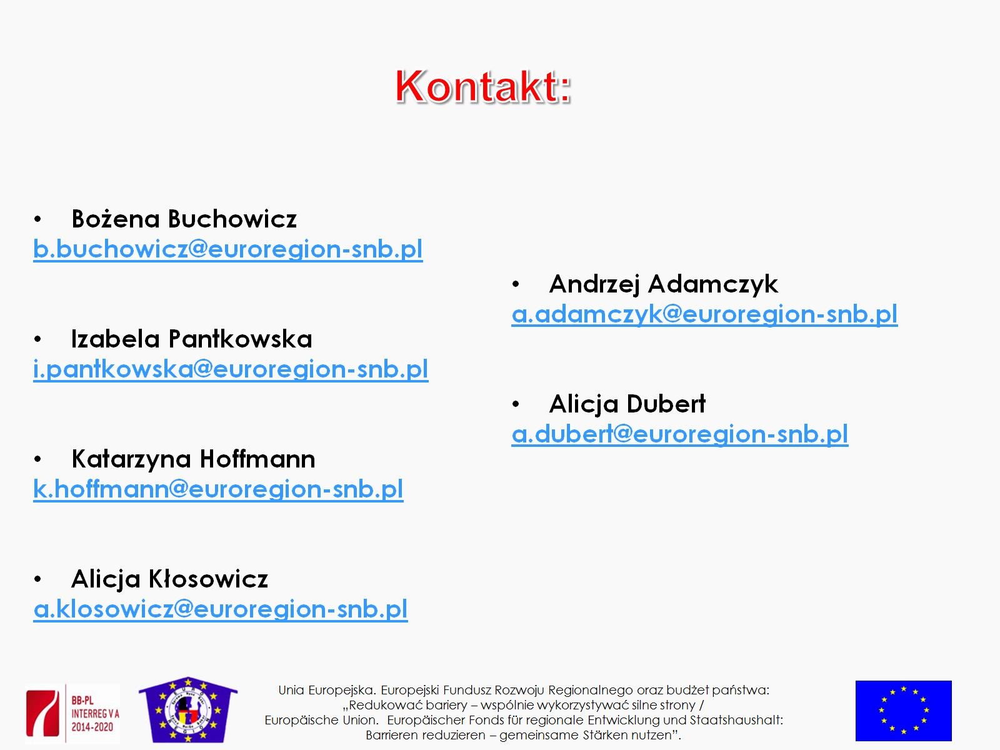 Kontakt:
• Bożena Buchowicz
b.buchowicz@euroregion-snb.pl
• Izabela Pantkowska
i.pantkowska@euroregion-snb.pl
• Katarzyna Hoffmann
k.hoffmann@euroregion-snb.pl
• Alicja Kłosowicz
a.klosowicz@euroregion-snb.pl
• Andrzej Adamczyk
a.adamczyk@euroregion-snb.pl
• Alicja Dubert
a.dubert@euroregion-snb.pl
BB-PL
INTERREG V A
2014-2020
EURO
REGION
Unia Europejska. Europejski Fundusz Rozwoju Regionalnego oraz budżet państwa:
„Redukować bariery – wspólnie wykorzystywać silne strony /
Europäische Union. Europäischer Fonds für regionale Entwicklung und Staatshaushalt:
Barrieren reduzieren – gemeinsame Stärken nutzen”.